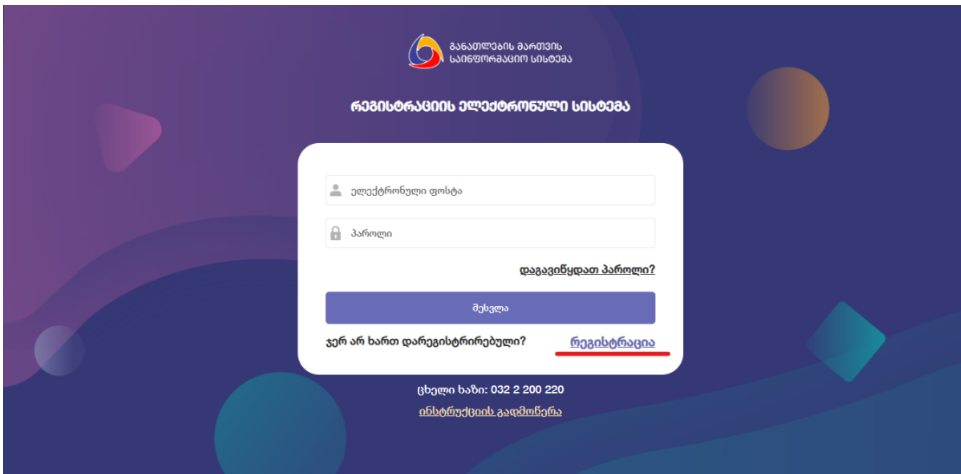 განათლების მართვის
საინფორმაციო სისტემა
რეგისტრაციის ელექტრონული სისტემა
ელექტრონული ფოსტა
პაროლი
დაგავიწყდათ პაროლი?
შესვლა
ჯერ არ ხართ დარეგისტრირებული? რეგისტრაცია
ცხელი ხაზი: 032 2 200 220
ინსტრუქციის გადმოწერა